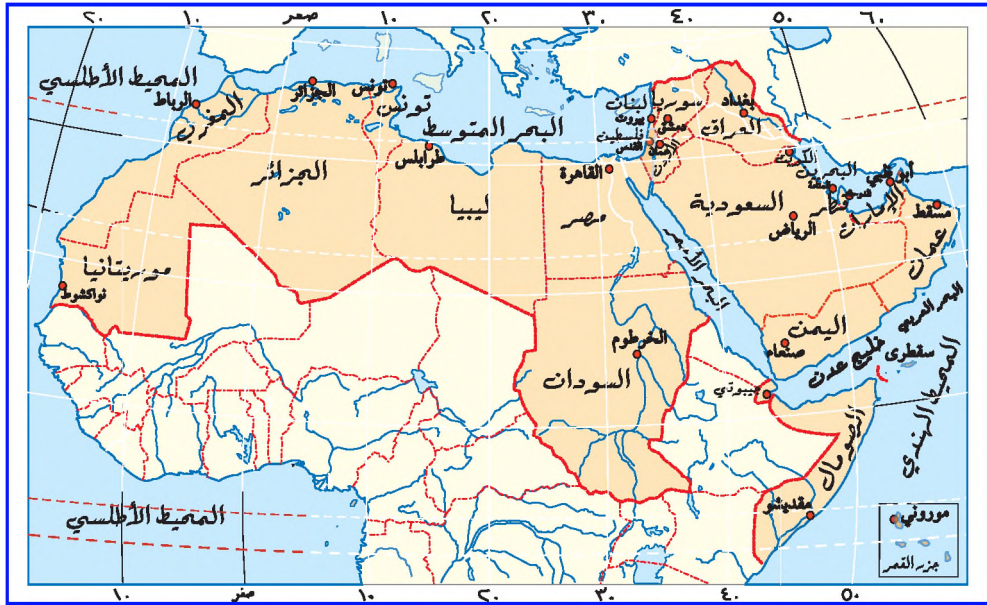 ٢٠ ١٠ صفر ١٠ ٢٠ ٣٠ ٤٠ ٥٠ ٦٠
المحيط الأطلسي
الرباط
المغرب
الجزائر
تونس
تونس
البحر المتوسط
طرابلس
الجزائر
ليبيا
القاهرة
مصر
لبنان
سوريا
بيروت
دمشق
فلسطين
القدس
الأردن
بغداد
العراق
الكويت
البحرين
قطر
أبو ظبي
الإمارات
مسقط
عمان
السعودية
الرياض
البحر الأحمر
موريتانيا
نواكشوط
الخرطوم
السودان
اليمن
صنعاء
خليج عدن
البحر العربي
سقطرى
المحيط الهندي
جيبوتي
الصومال
مقديشو
المحيط الأطلسي
موروني
جزر القمر
١٠ صفر ١٠ ٢٠ ٣٠ ٤٠ ٥٠